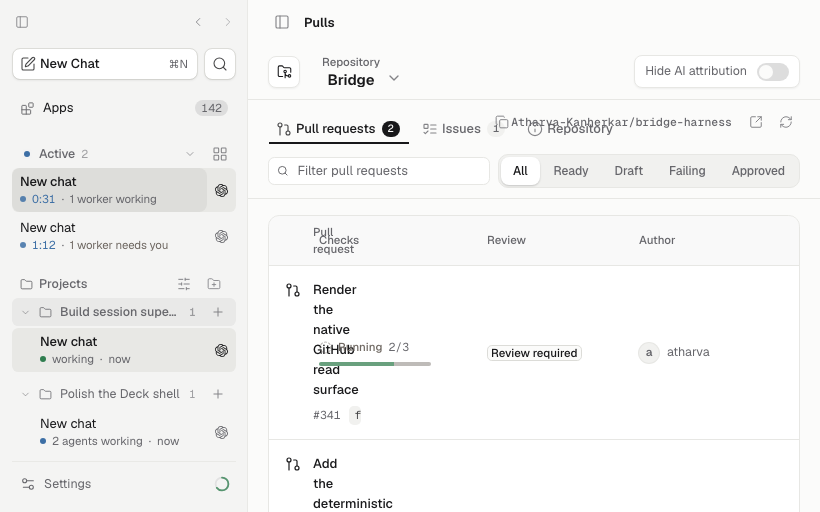 Pulls
New Chat ⌘N
Apps 142
Active 2
New chat
0:31 · 1 worker working
New chat
1:12 · 1 worker needs you
Projects
Build session supe... 1
New chat
working · now
Polish the Deck shell 1
New chat
2 agents working · now
Settings
Repository
Bridge
Hide AI attribution
Pull requests 2
Issues 1
Repository
Atharva-Kanherkar/bridge-harness
Filter pull requests
All Ready Draft Failing Approved
Pull
request
Checks
Review
Author
Render
the
native
GitHub
read
surface
#341 f
Running 2/3
Review required
a atharva
Add
the
deterministic